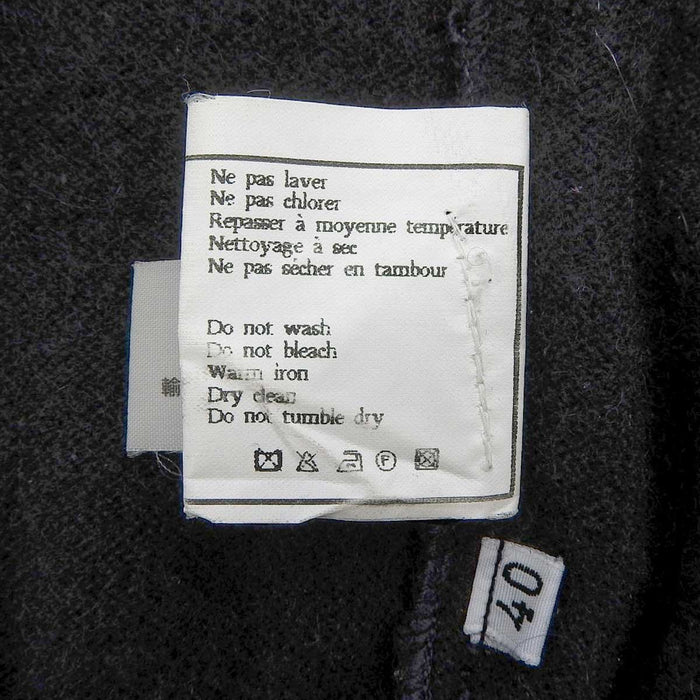 Ne pas laver
Ne pas chlorer
Repasser à moyenne température
Nettoyage à sec
Ne pas sécher en tambour
Do not wash
Do not bleach
Warm iron
Dry clean
Do not tumble dry
F
輸
40